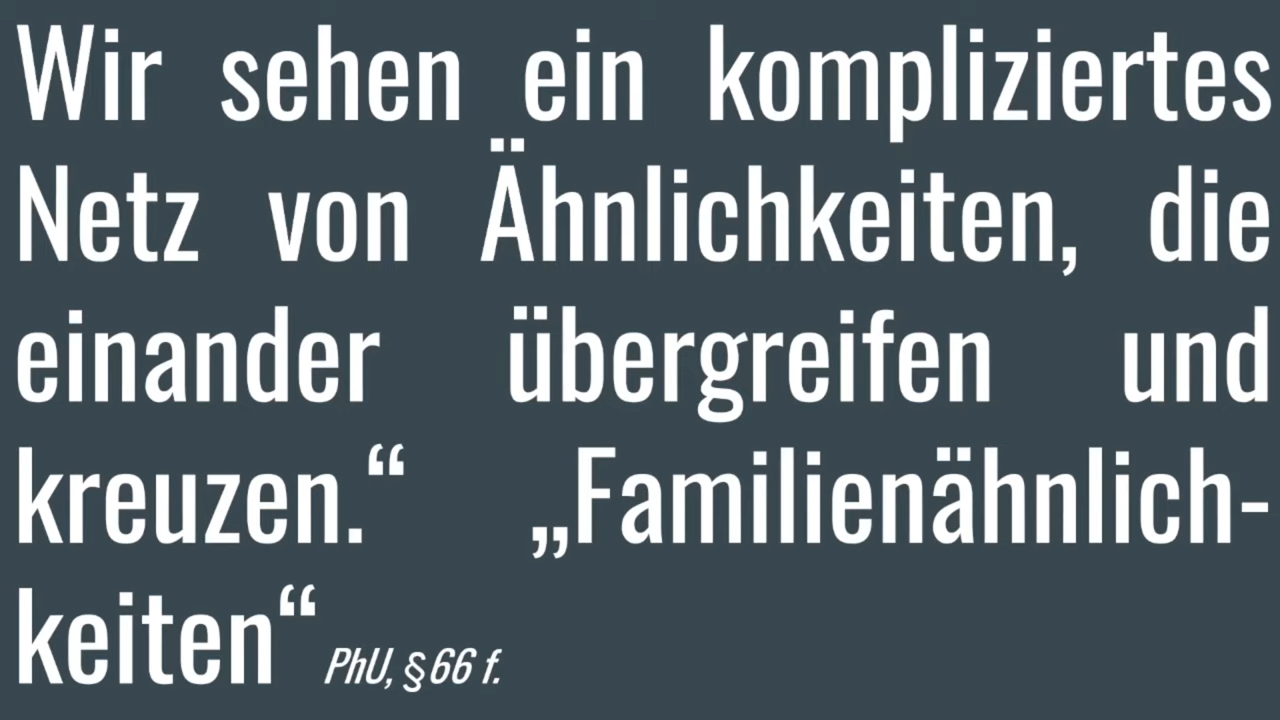 Wir sehen ein kompliziertes
Netz von Ähnlichkeiten, die
einander übergreifen und
kreuzen.“ „Familienähnlich-
keiten“ PhU, §66 f.